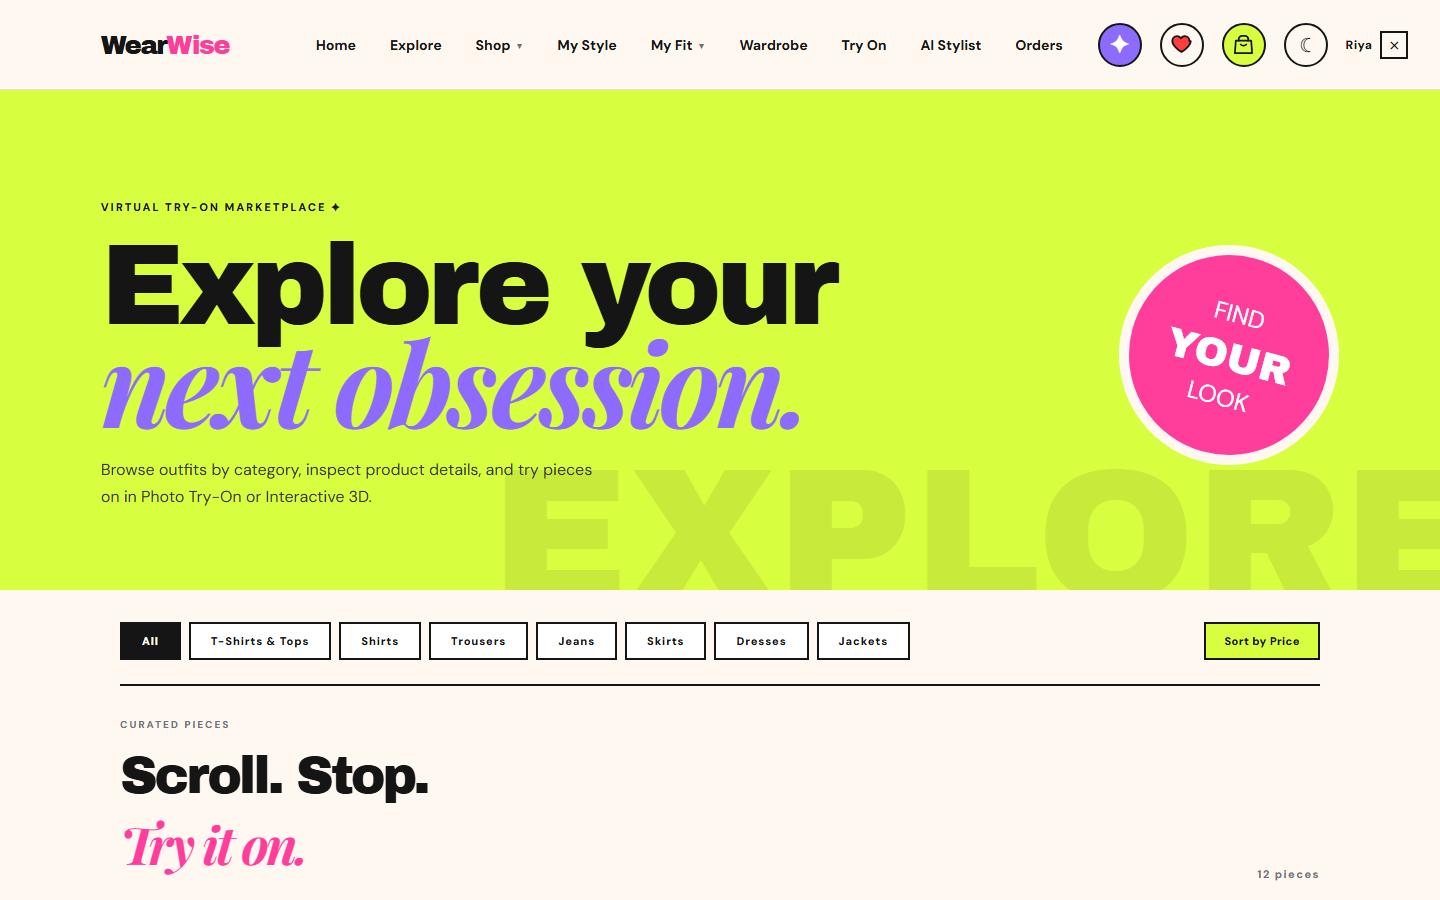 WearWise
Home Explore Shop ▼ My Style My Fit ▼ Wardrobe Try On AI Stylist Orders Riya ×
VIRTUAL TRY-ON MARKETPLACE ✦
Explore your
next obsession.
Browse outfits by category, inspect product details, and try pieces
on in Photo Try-On or Interactive 3D.
FIND
YOUR
LOOK
EXPLORE
All T-Shirts & Tops Shirts Trousers Jeans Skirts Dresses Jackets Sort by Price
CURATED PIECES
Scroll. Stop.
Try it on.
12 pieces